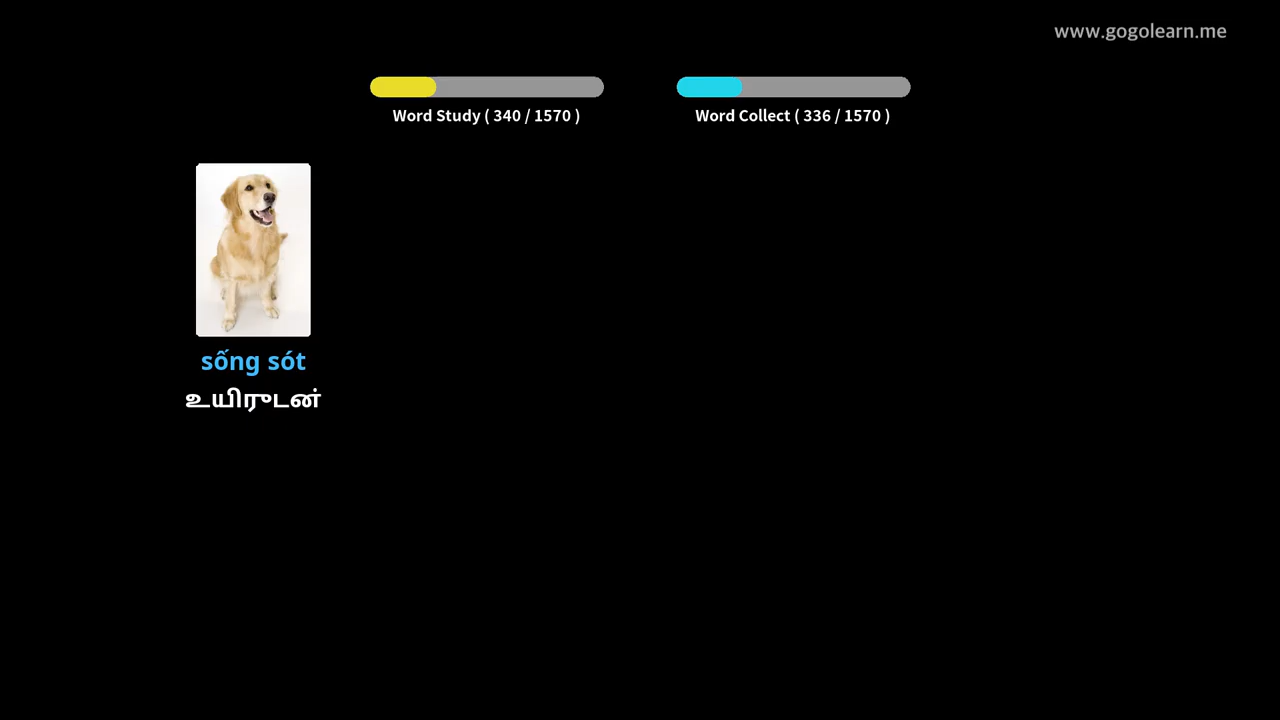 www.gogolearn.me
Word Study ( 340 / 1570 )
Word Collect ( 336 / 1570 )
sống sót
உயிருடன்